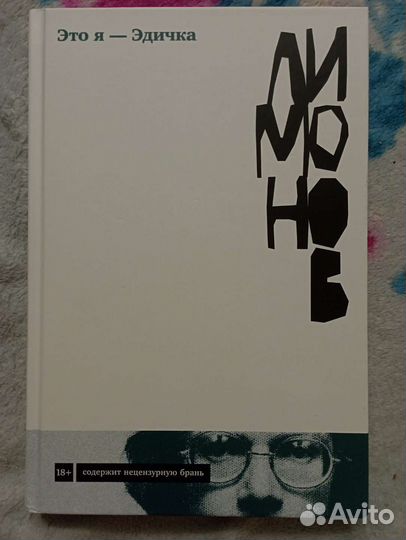 Это я — Эдичка
ЛИ
МО
НО
В
18+ содержит нецензурную брань
Avito